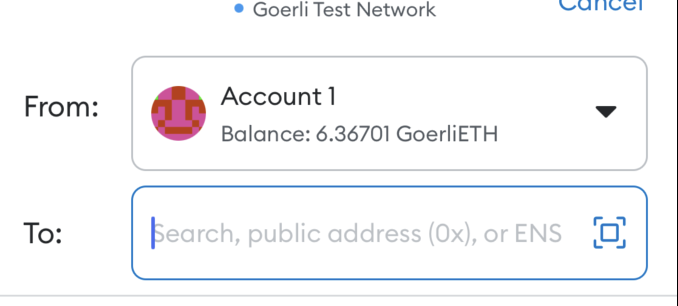 Goerli Test Network
Cancel
From:
Account 1
Balance: 6.36701 GoerliETH
To:
Search, public address (0x), or ENS